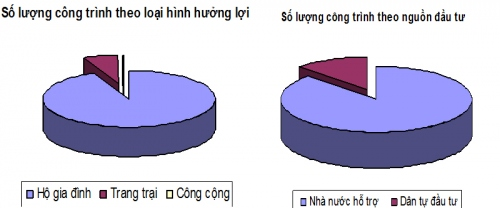 Số lượng công trình theo loại hình hưởng lợi
Hộ gia đình Trang trại Công cộng
Số lượng công trình theo nguồn đầu tư
Nhà nước hỗ trợ Dân tự đầu tư